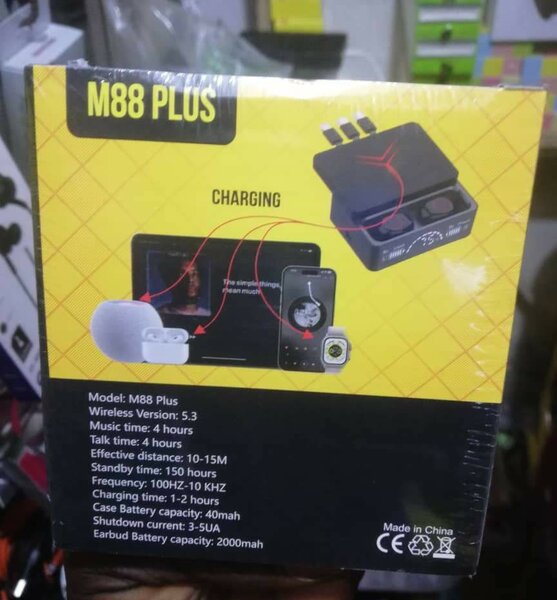 M88 PLUS
CHARGING
The simple things,
mean much
Model: M88 Plus
Wireless Version: 5.3
Music time: 4 hours
Talk time: 4 hours
Effective distance: 10-15M
Standby time: 150 hours
Frequency: 100HZ-10 KHZ
Charging time: 1-2 hours
Case Battery capacity: 40mah
Shutdown current: 3-5UA
Earbud Battery capacity: 2000mah
Made in China
CE